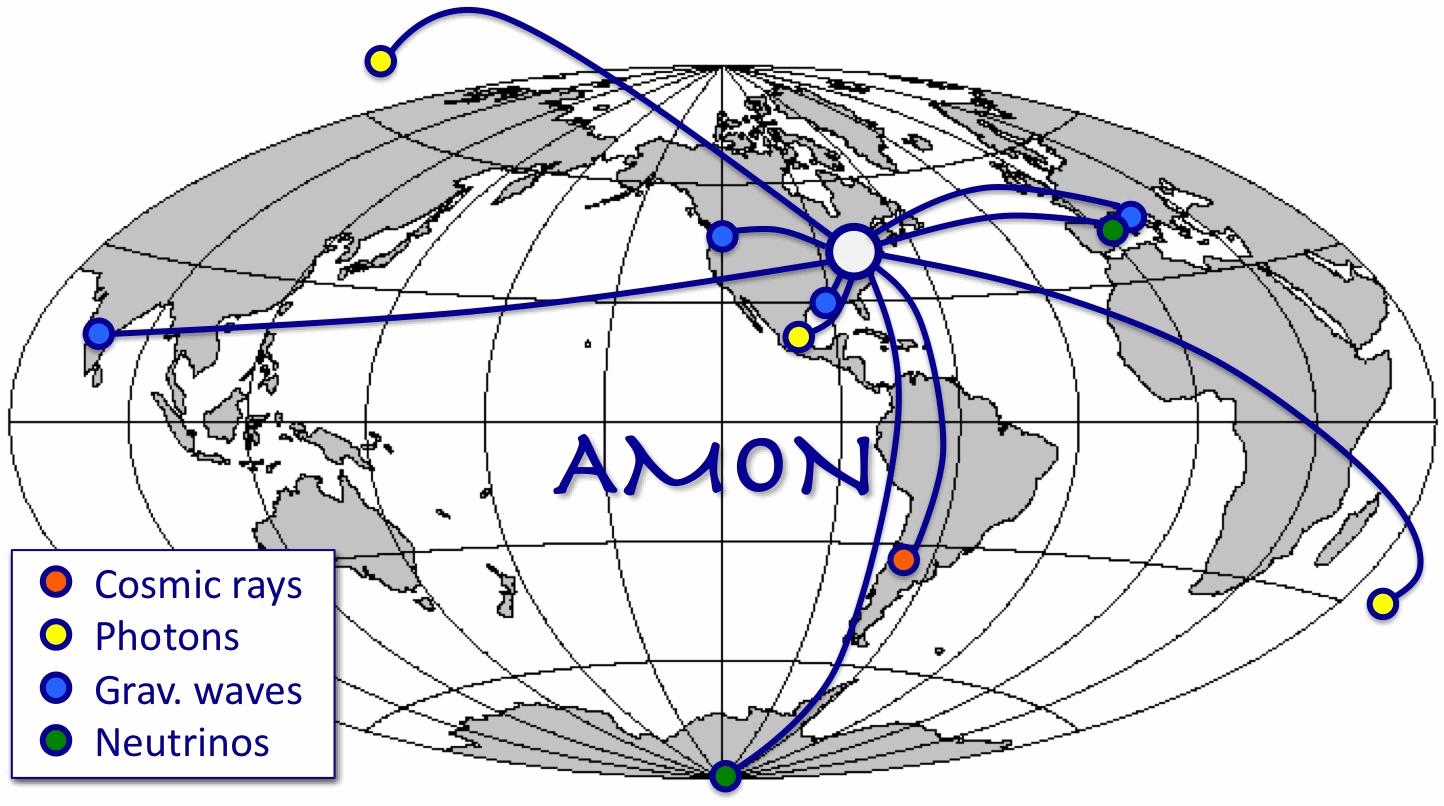 AMON
Cosmic rays
Photons
Grav. waves
Neutrinos